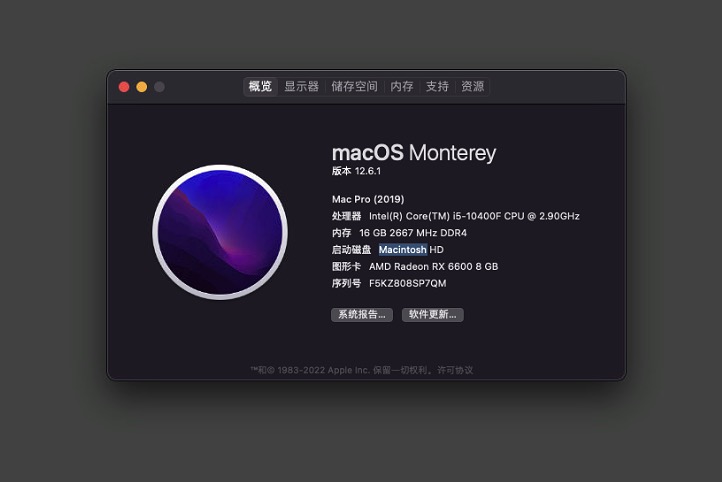 概览 显示器 储存空间 内存 支持 资源
macOS Monterey
版本 12.6.1
Mac Pro (2019)
处理器 Intel(R) Core(TM) i5-10400F CPU @ 2.90GHz
内存 16 GB 2667 MHz DDR4
启动磁盘 Macintosh HD
图形卡 AMD Radeon RX 6600 8 GB
序列号 F5KZ808SP7QM
系统报告... 软件更新...
™和© 1983-2022 Apple Inc. 保留一切权利。许可协议